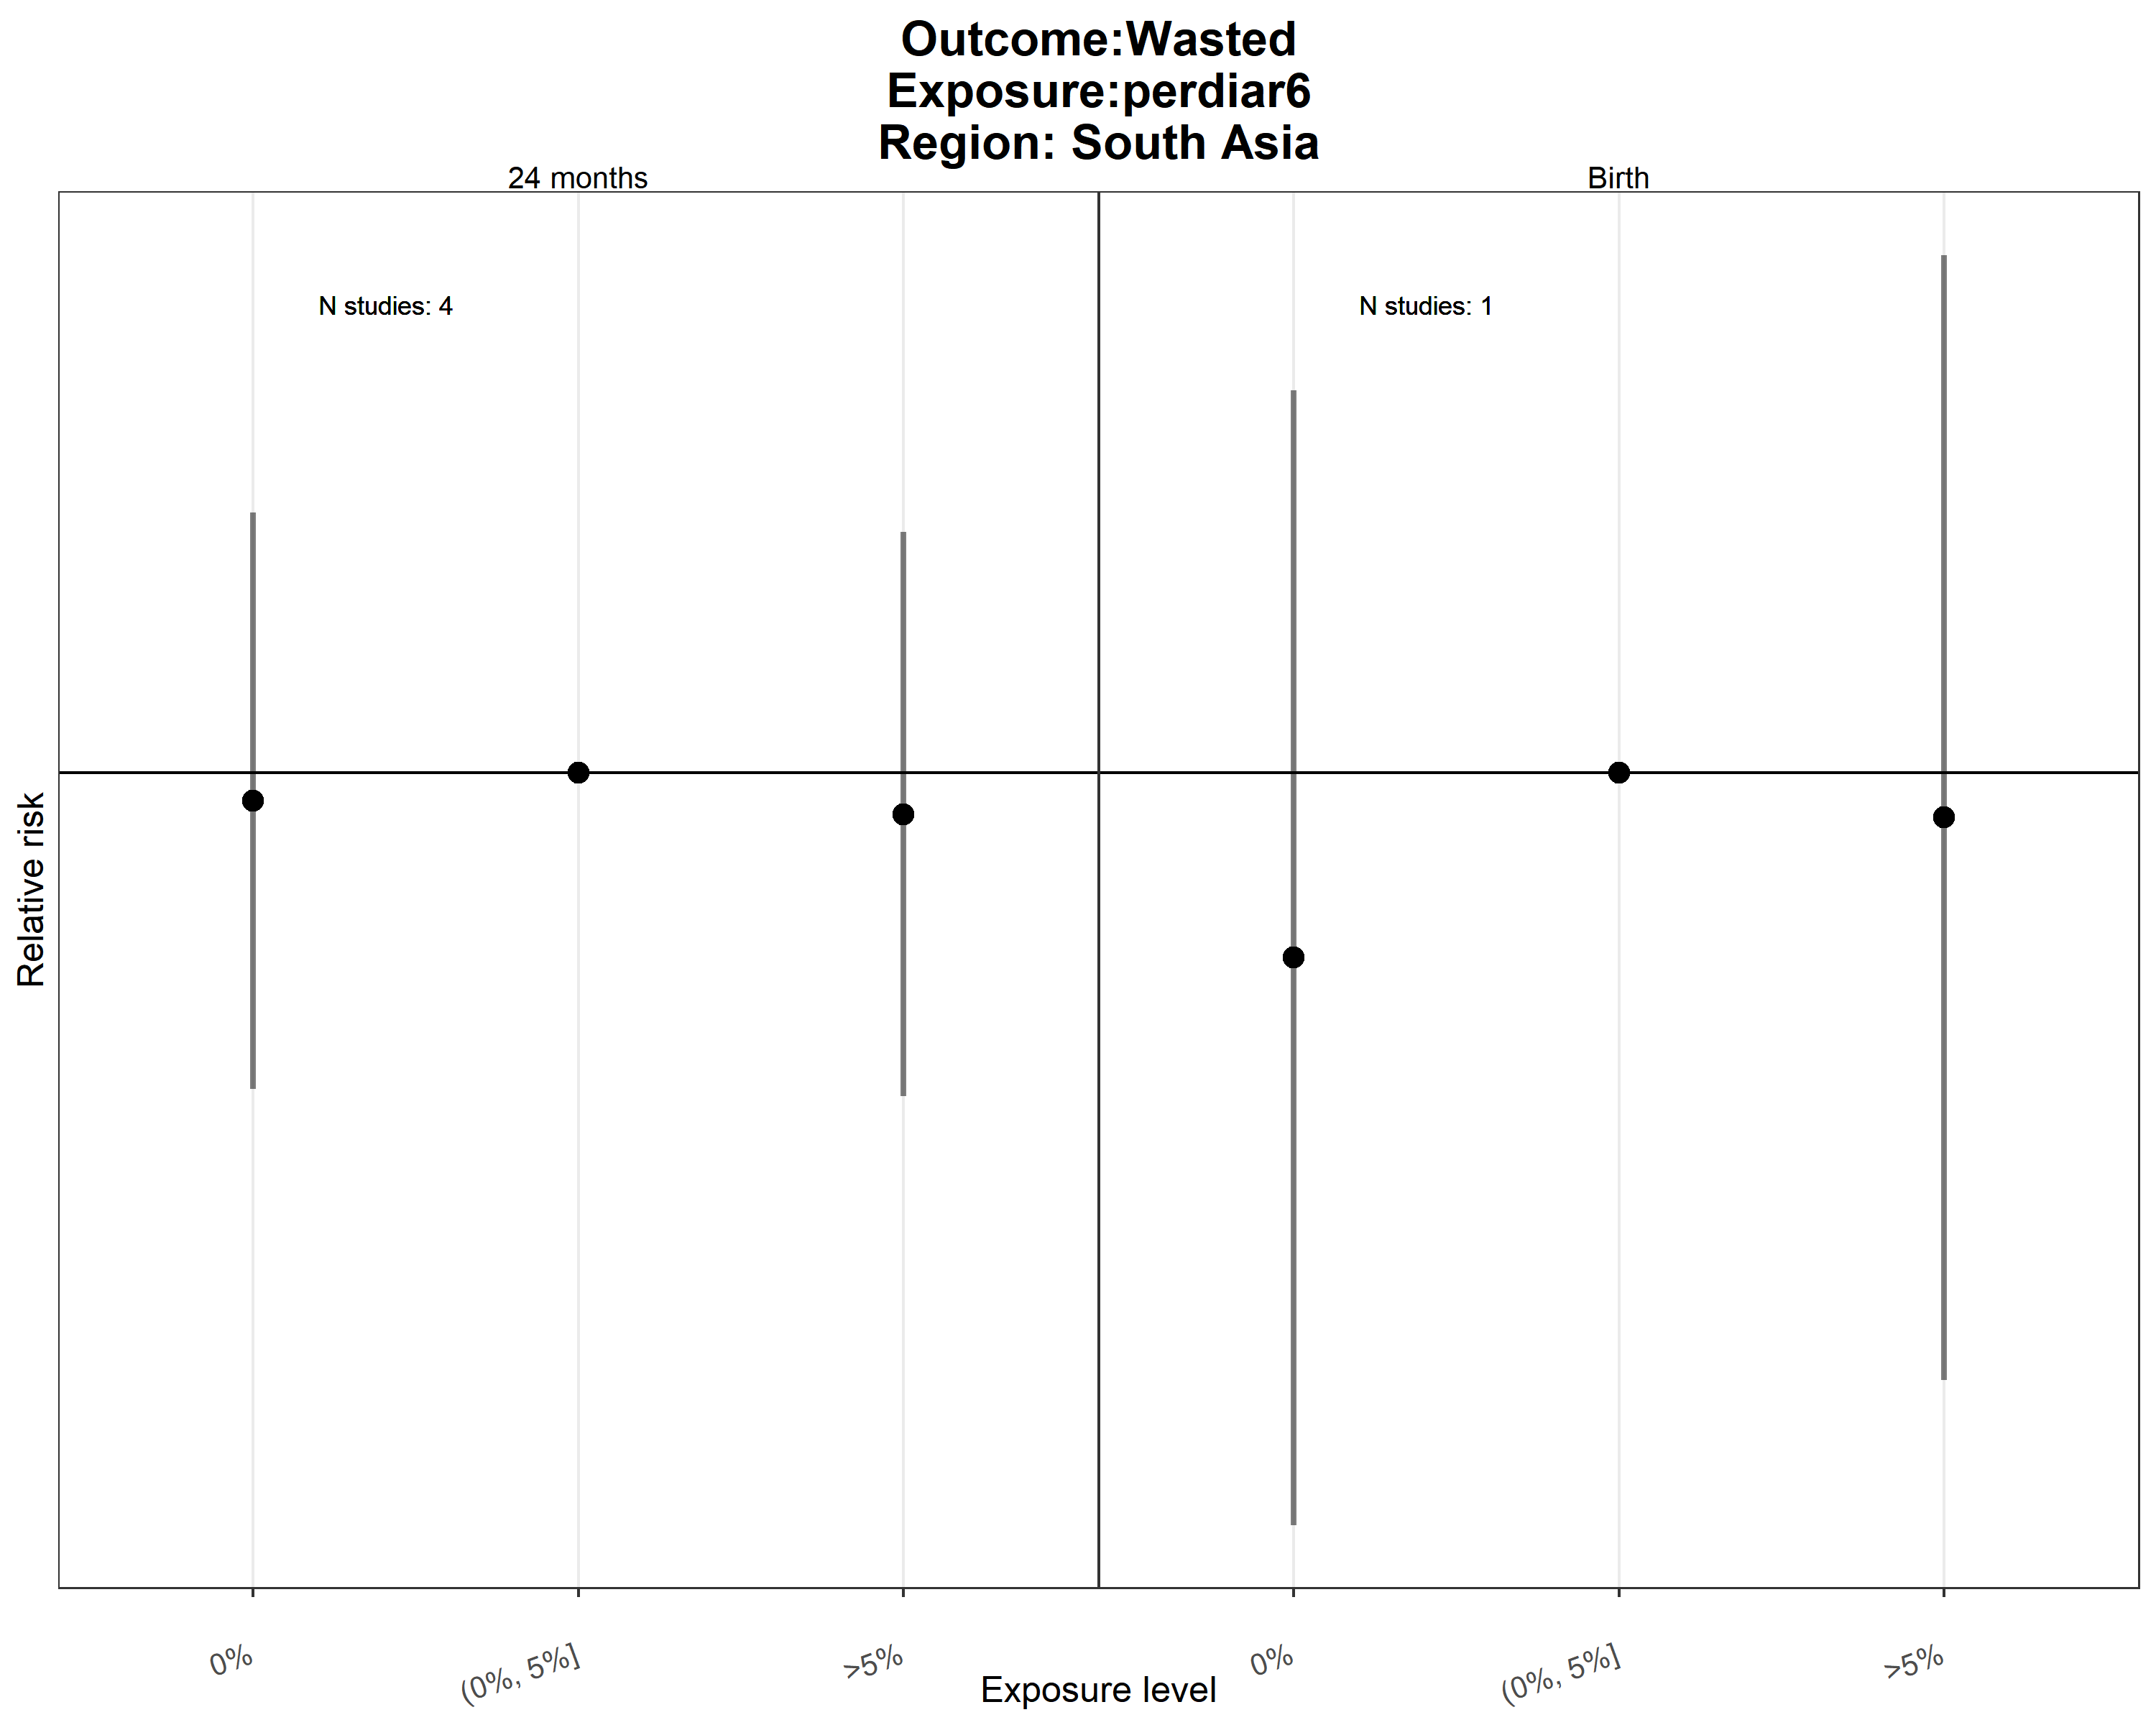 Outcome:Wasted
Exposure:perdiar6
Region: South Asia
24 months
Birth
N studies: 4
N studies: 1
Relative risk
0%
(0%, 5%]
>5%
0%
(0%, 5%]
>5%
Exposure level